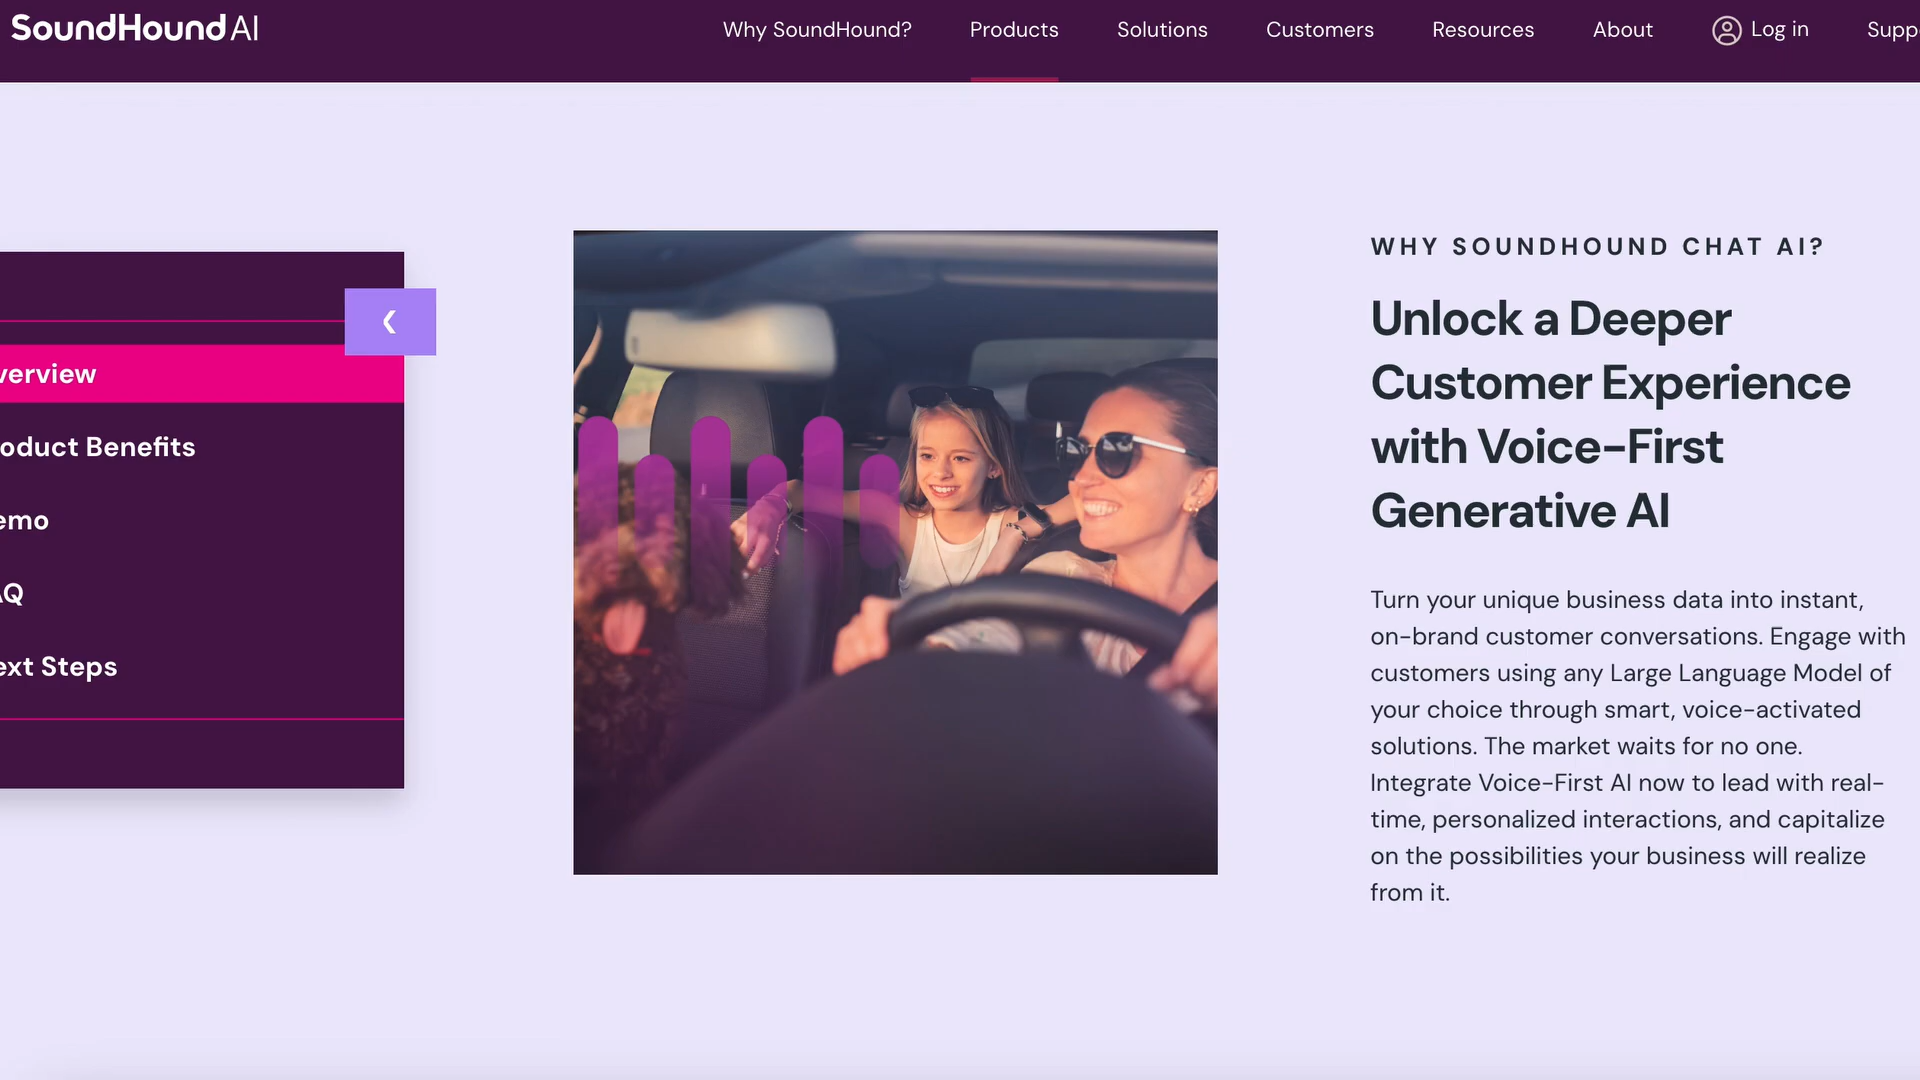 SoundHound AI
Why SoundHound? Products Solutions Customers Resources About Log in Supp
verview
oduct Benefits
emo
AQ
ext Steps
WHY SOUNDHOUND CHAT AI?
Unlock a Deeper
Customer Experience
with Voice-First
Generative AI
Turn your unique business data into instant,
on-brand customer conversations. Engage with
customers using any Large Language Model of
your choice through smart, voice-activated
solutions. The market waits for no one.
Integrate Voice-First AI now to lead with real-
time, personalized interactions, and capitalize
on the possibilities your business will realize
from it.